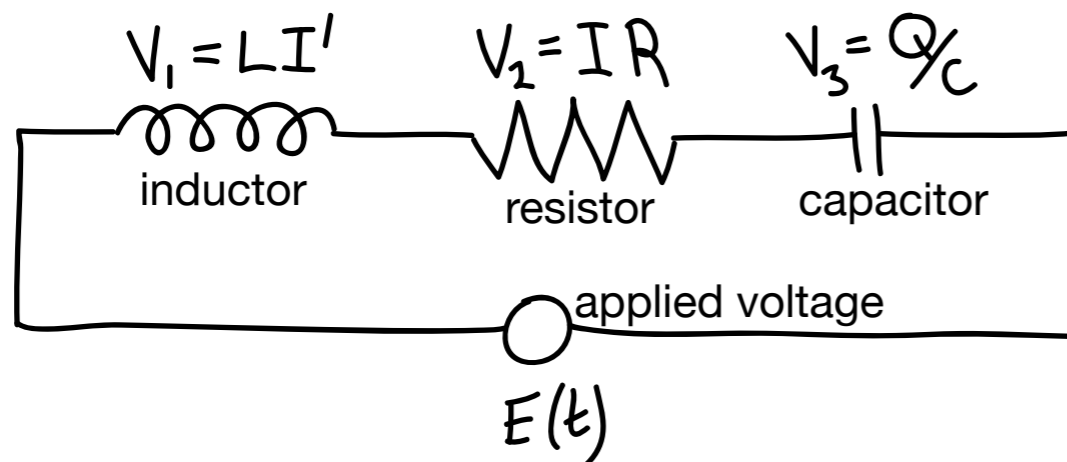 V₁ = LI' V₂ = IR V₃ = Q/C
inductor resistor capacitor
applied voltage
E(t)